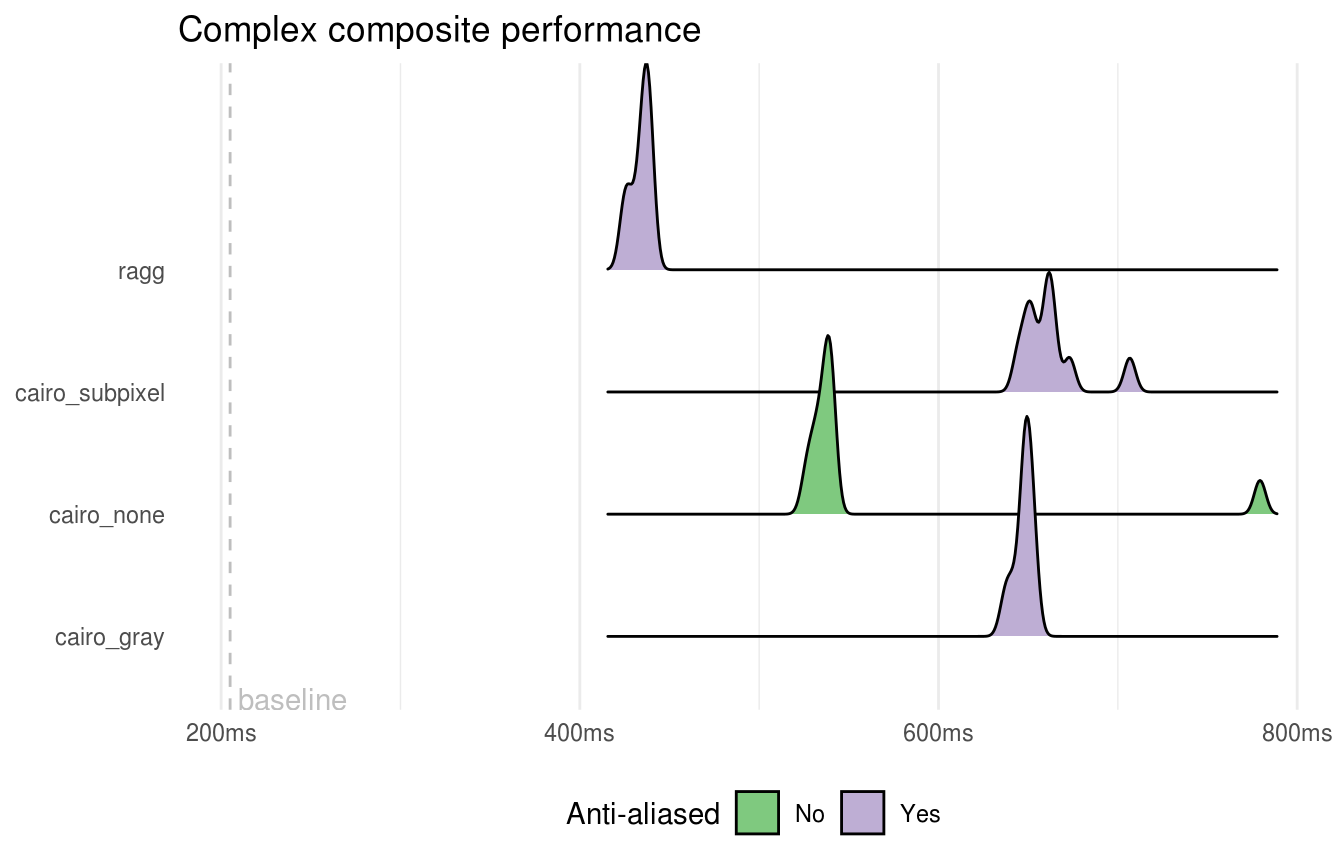 Complex composite performance
ragg
cairo_subpixel
cairo_none
cairo_gray
baseline
200ms 400ms 600ms 800ms
Anti-aliased No Yes